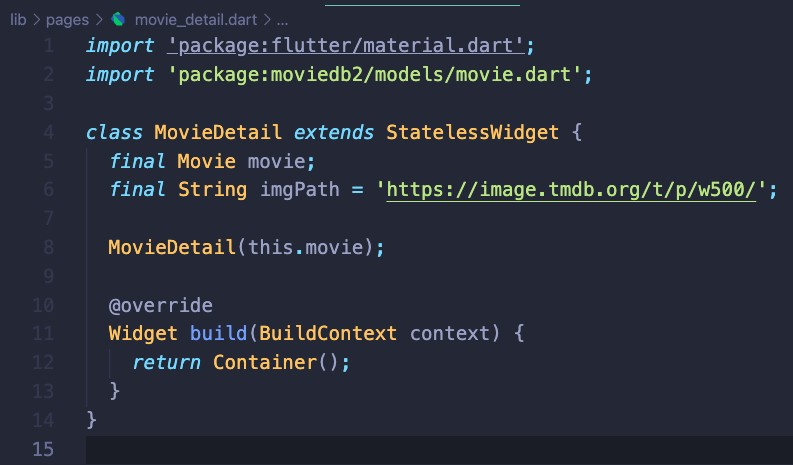 lib > pages > movie_detail.dart > ...
1 import 'package:flutter/material.dart';
2 import 'package:moviedb2/models/movie.dart';
3
4 class MovieDetail extends StatelessWidget {
5   final Movie movie;
6   final String imgPath = 'https://image.tmdb.org/t/p/w500/';
7
8   MovieDetail(this.movie);
9
10   @override
11   Widget build(BuildContext context) {
12     return Container();
13   }
14 }
15